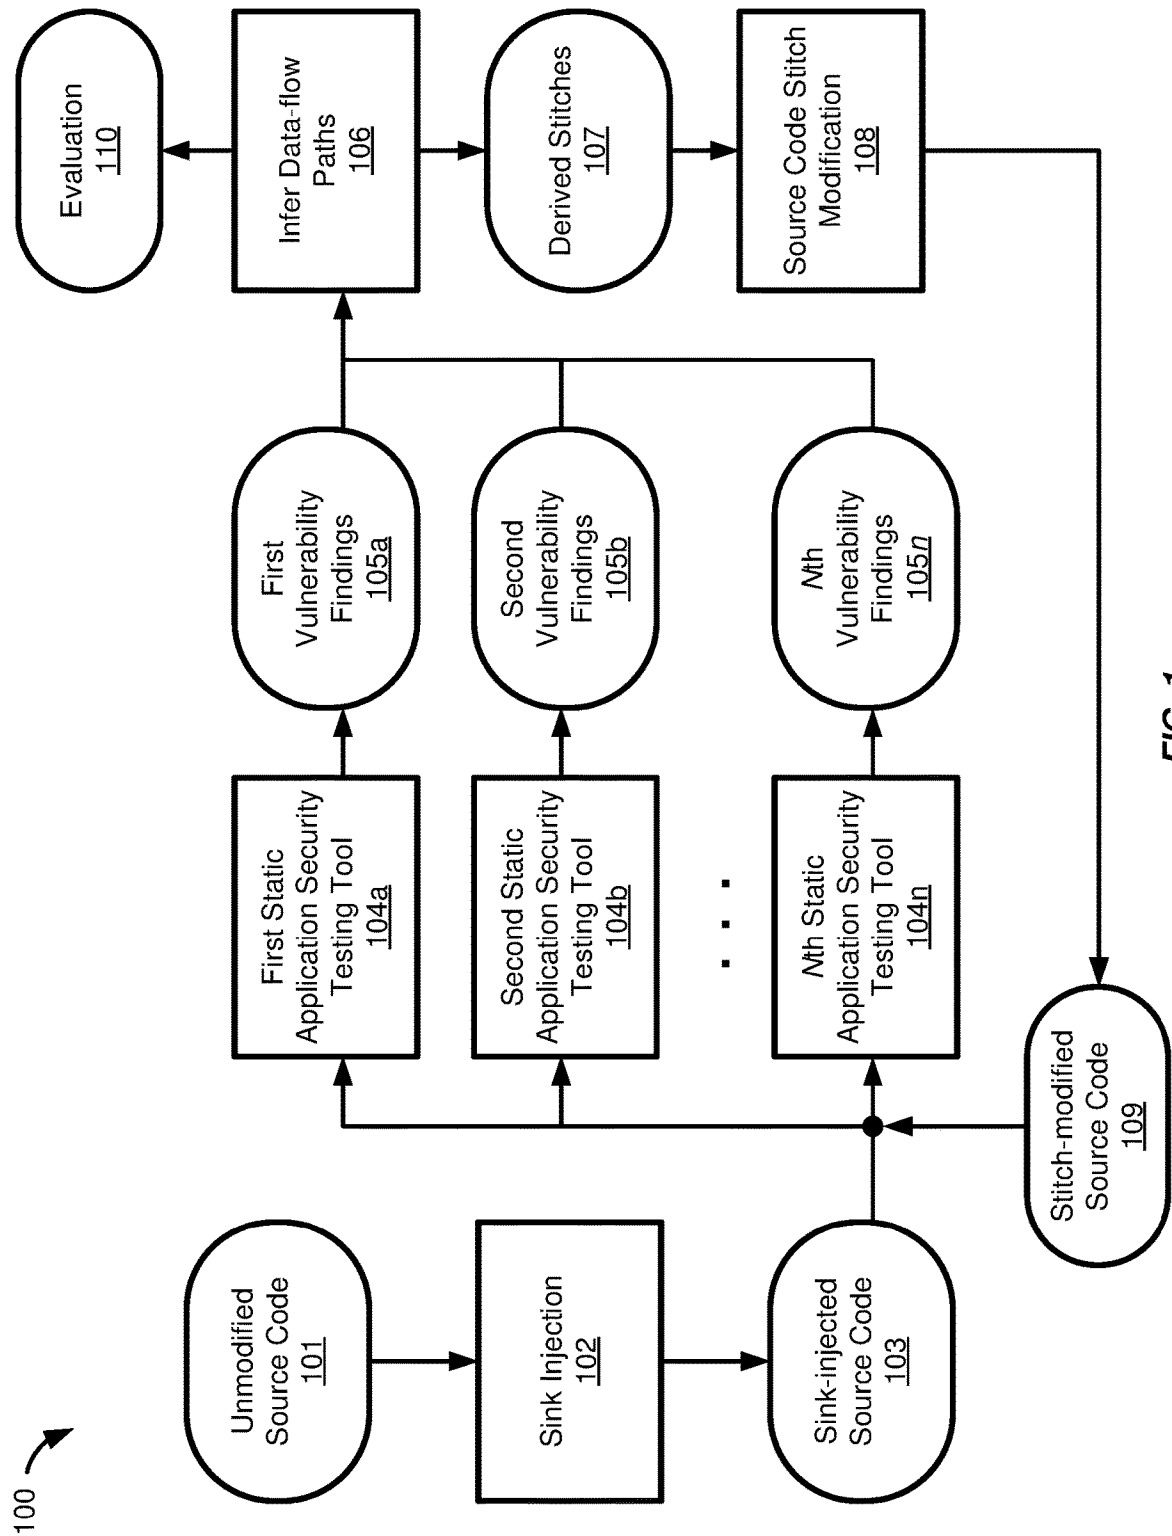 100
Unmodified
Source Code
101
Sink Injection
102
Sink-injected
Source Code
103
First Static
Application Security
Testing Tool
104a
Second Static
Application Security
Testing Tool
104b
. . .
Nth Static
Application Security
Testing Tool
104n
First
Vulnerability
Findings
105a
Second
Vulnerability
Findings
105b
Nth
Vulnerability
Findings
105n
Evaluation
110
Infer Data-flow
Paths
106
Derived Stitches
107
Source Code Stitch
Modification
108
Stitch-modified
Source Code
109
FIG. 1